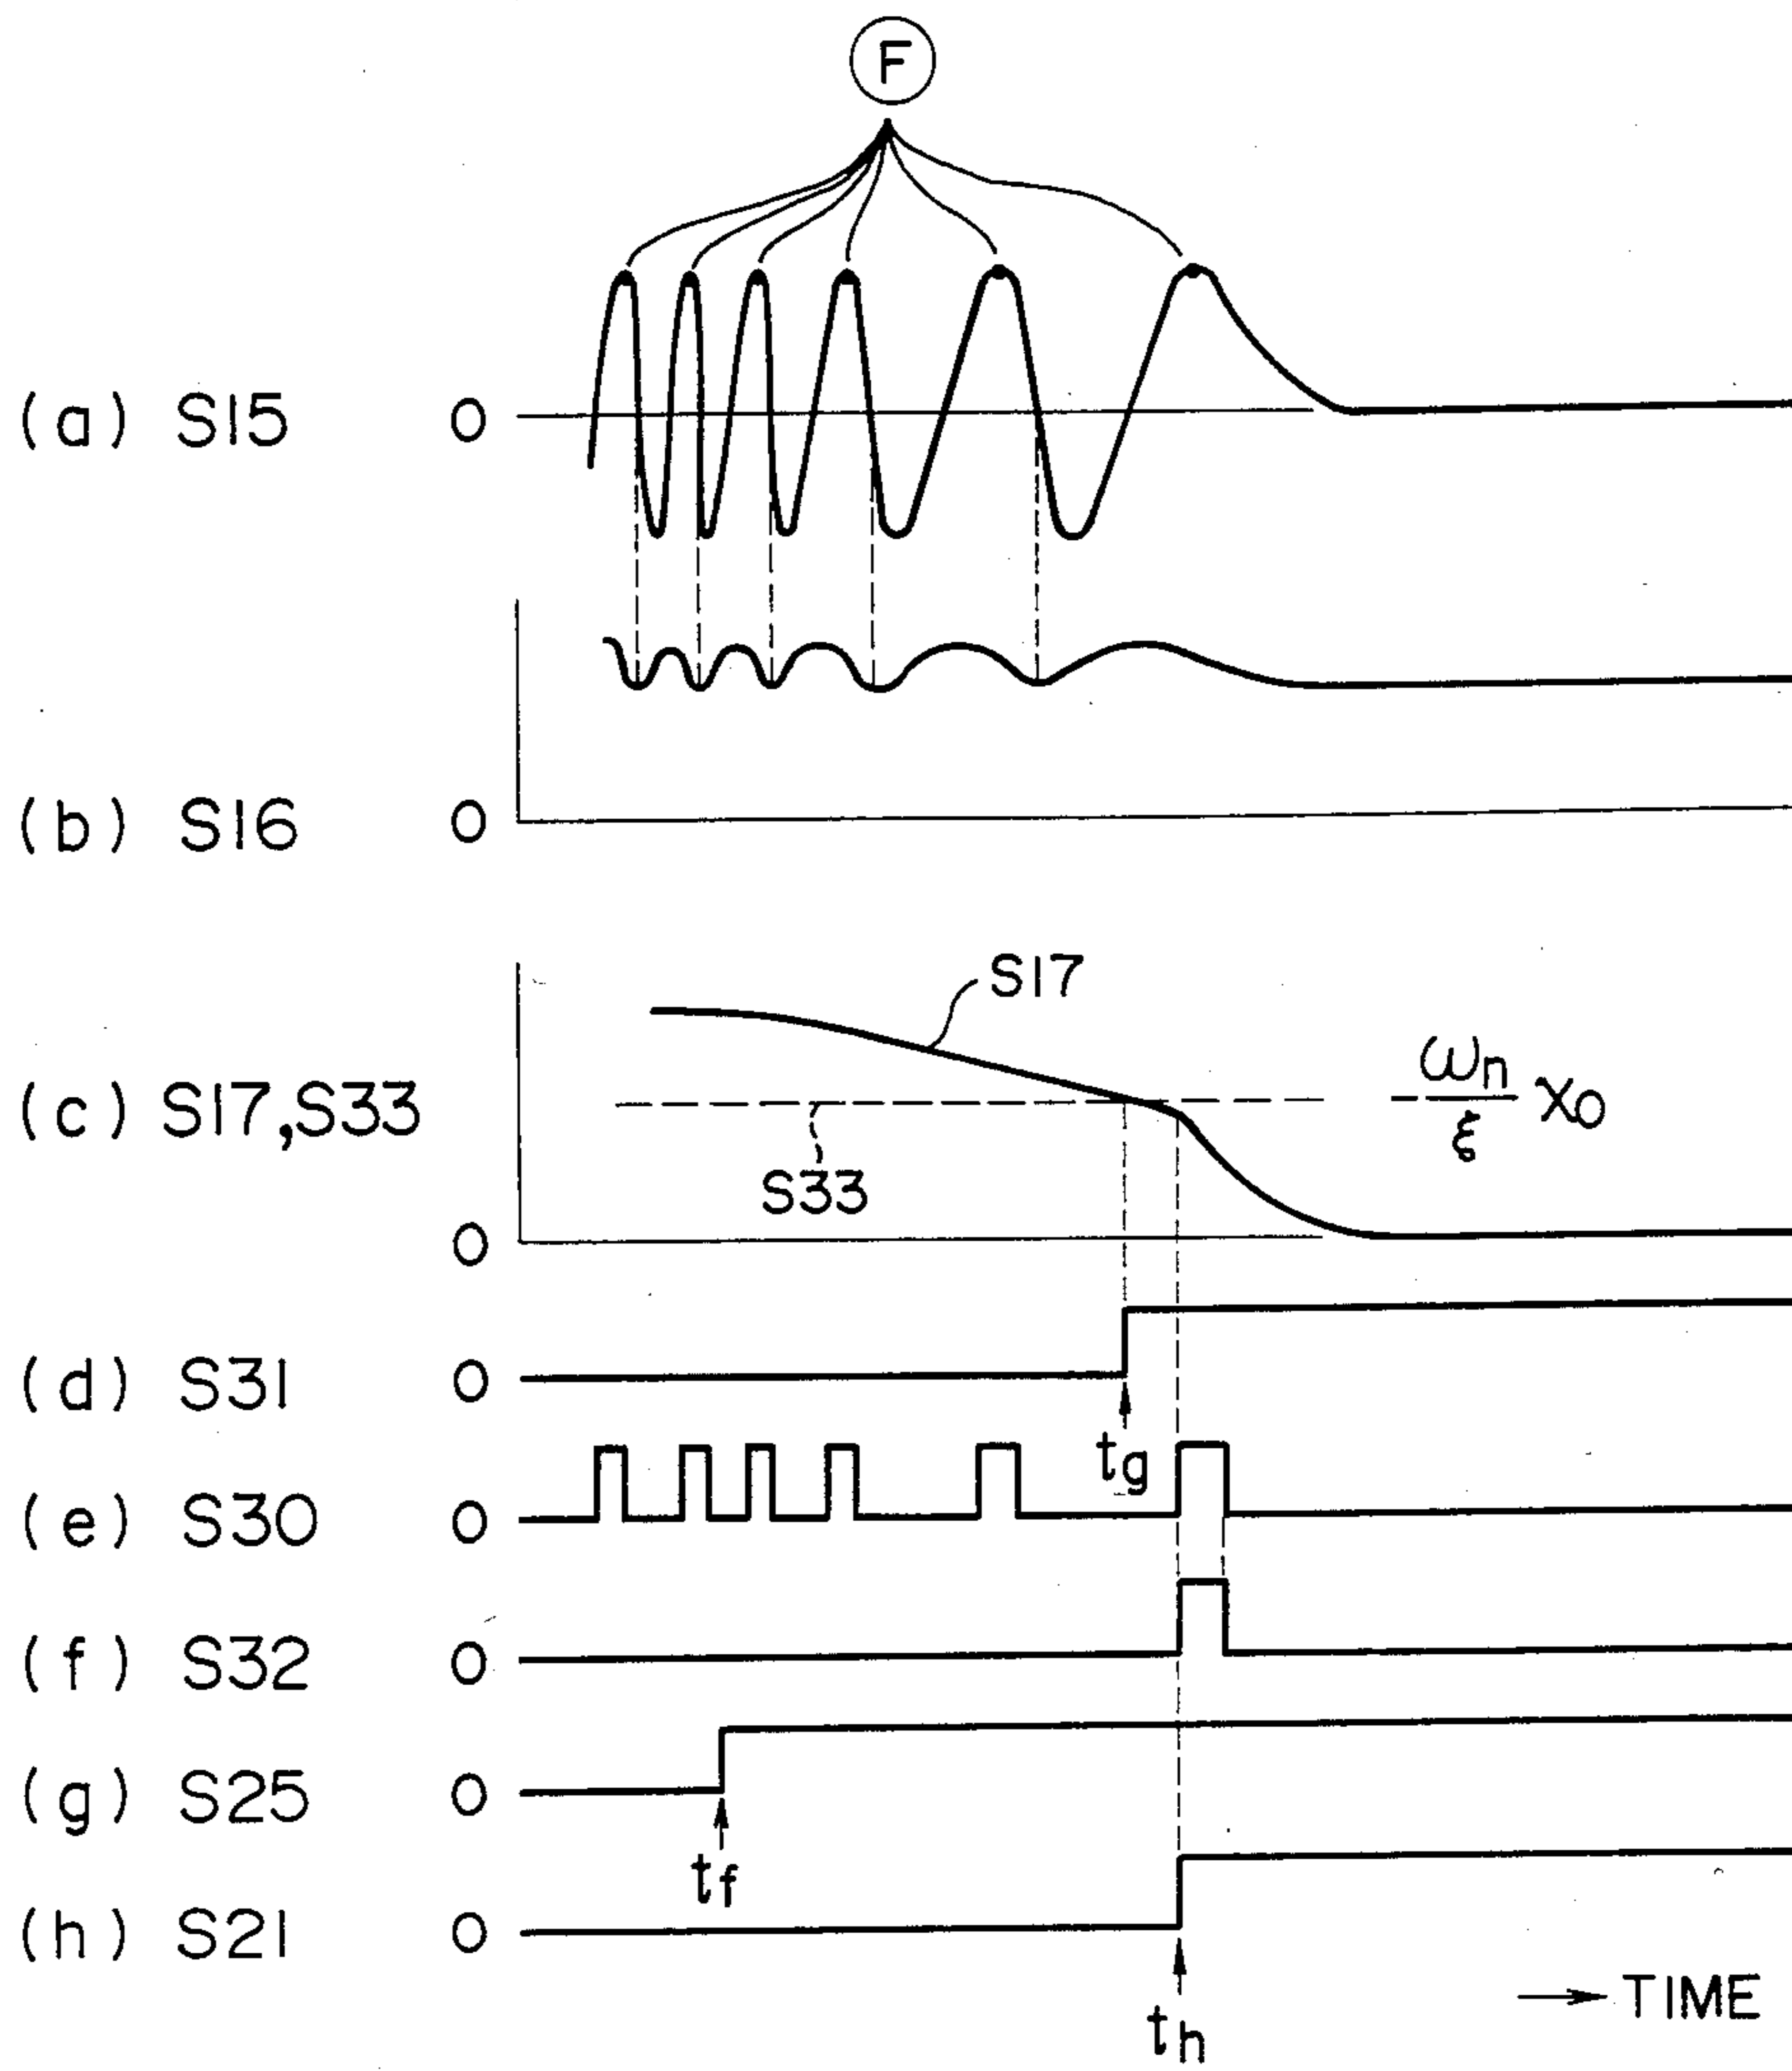 F
(a) S15 0
(b) S16 0
S17
(c) S17,S33
ωn
ξ
x0
S33
0
(d) S31 0
tg
(e) S30 0
(f) S32 0
(g) S25 0
tf
(h) S21 0
→ TIME
th